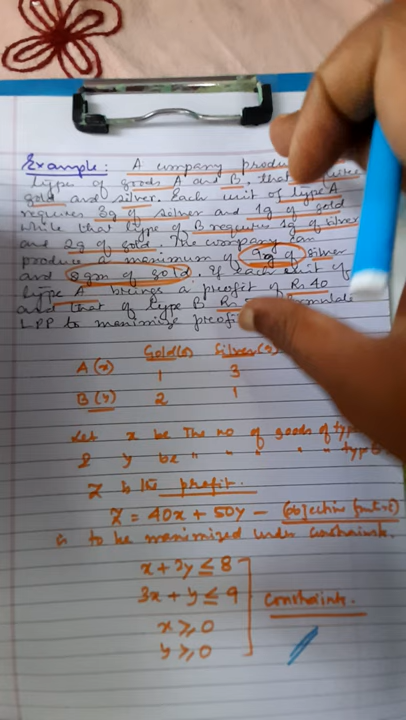 Example: A company produ
types of goods A and B, that require
gold and silver. Each unit of type A
requires 3g of silver and 1g of gold
while that type of B requires 1g of silver
and 2g of gold. The company can
produce a maximum of 9g of silver
and 8gm of gold. If each unit of
type A brings a profit of Rs 40
and that of type B Rs
LPP to maximize profi
Gold(g) Silver(g)
A(x) 1 3
B(y) 2 1
Let x be the no of goods of typ
& y be " " " " " type
Z is the profit.
Z = 40x + 50y - (objective function)
is to be maximized under constraints.
x + 2y ≤ 8
3x + y ≤ 9
constraints.
x ≥ 0
y ≥ 0